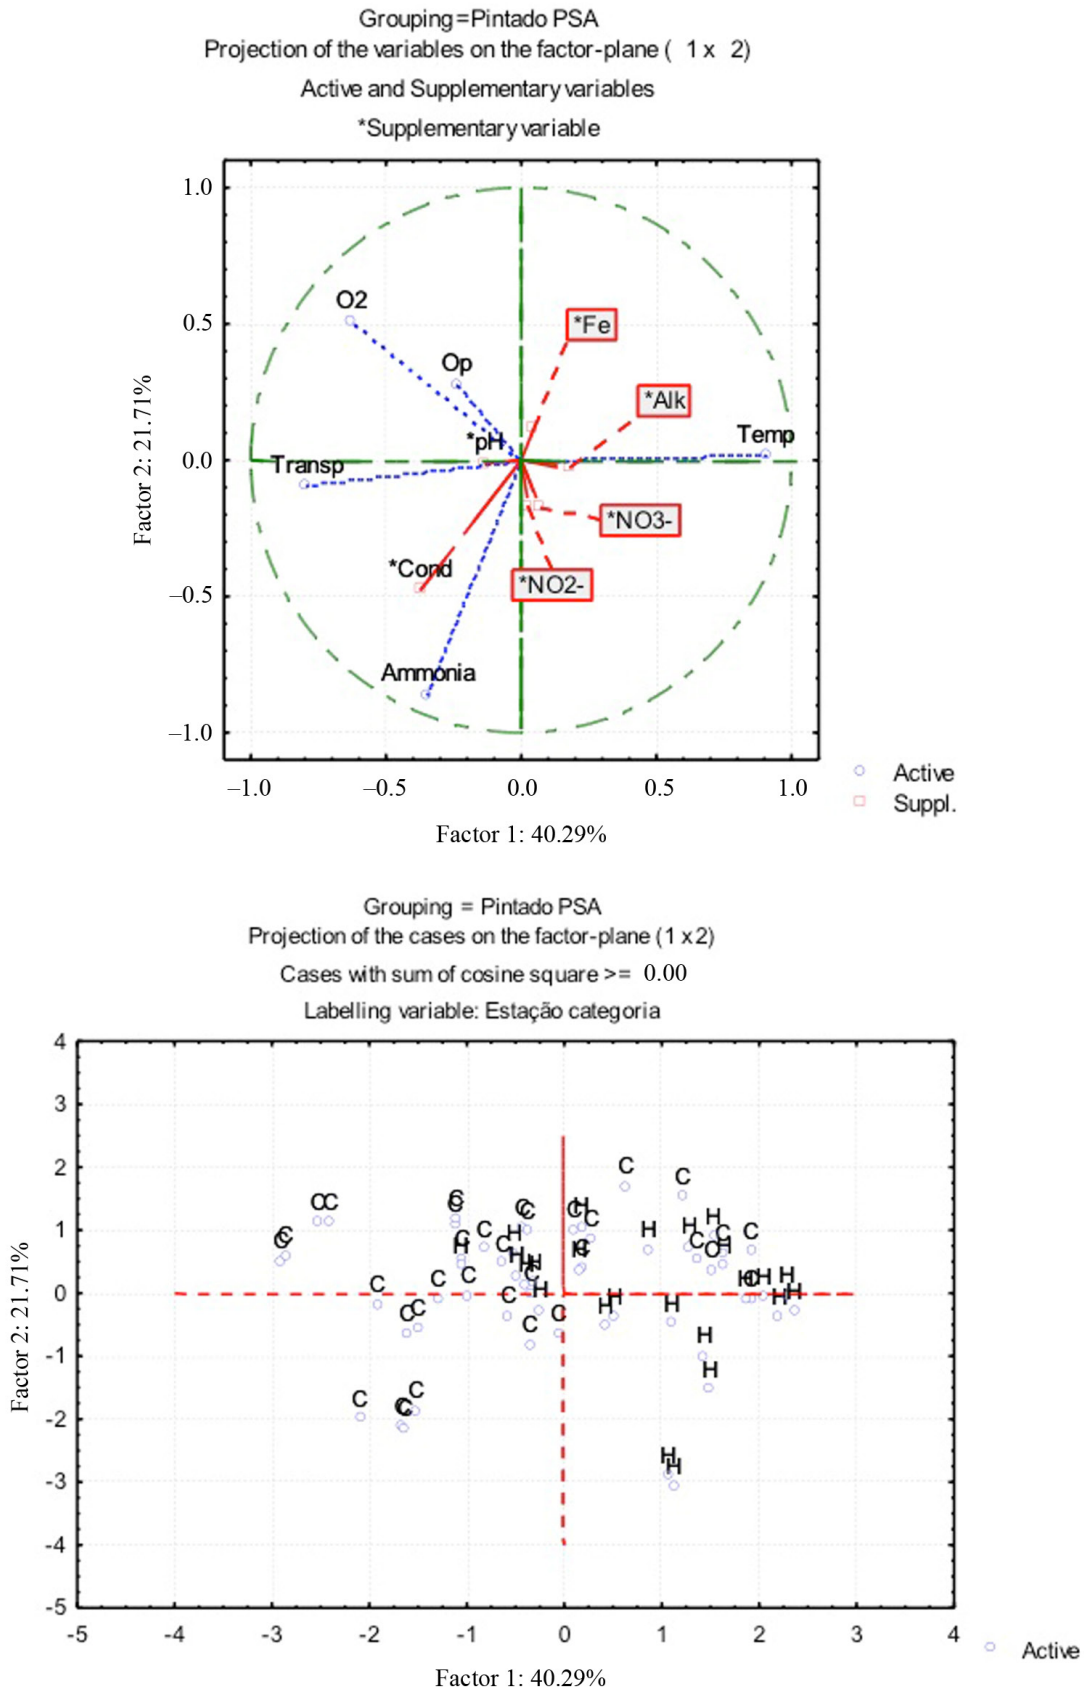 Grouping=Pintado PSA
Projection of the variables on the factor-plane ( 1 x 2)
Active and Supplementary variables
*Supplementary variable
1.0
0.5
0.0
–0.5
–1.0
Factor 2: 21.71%
O2
Op
*pH
Transp
*Cond
Ammonia
*Fe
*Alk
Temp
*NO3-
*NO2-
–1.0 –0.5 0.0 0.5 1.0
Factor 1: 40.29%
Active
Suppl.
Grouping = Pintado PSA
Projection of the cases on the factor-plane (1 x 2)
Cases with sum of cosine square >= 0.00
Labelling variable: Estação categoria
4
3
2
1
0
-1
-2
-3
-4
-5
Factor 2: 21.71%
C C
C C
C C
C
C
C
C
C
C
C
C
C
C
C
H
H
H
H
H
H
H
H
-5 -4 -3 -2 -1 0 1 2 3 4
Factor 1: 40.29%
Active